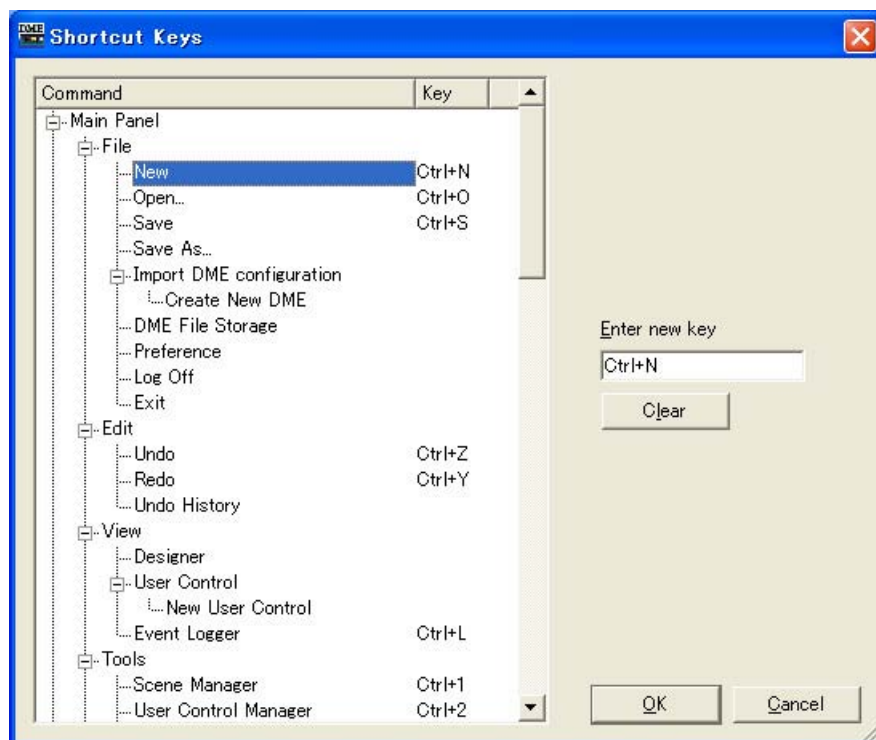 DME
Shortcut Keys
Command Key
Main Panel
File
New Ctrl+N
Open... Ctrl+O
Save Ctrl+S
Save As...
Import DME configuration
Create New DME
DME File Storage
Preference
Log Off
Exit
Edit
Undo Ctrl+Z
Redo Ctrl+Y
Undo History
View
Designer
User Control
New User Control
Event Logger Ctrl+L
Tools
Scene Manager Ctrl+1
User Control Manager Ctrl+2
Enter new key
Ctrl+N
Clear
OK Cancel